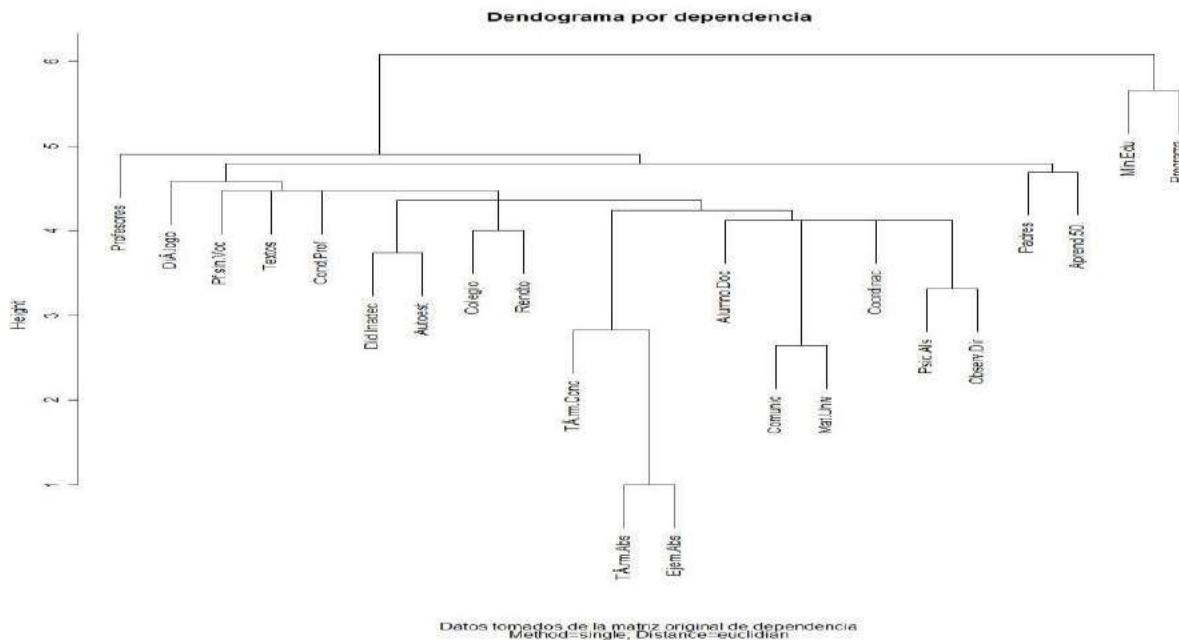 Dendograma por dependencia
Height
6
5
4
3
2
1
Profesores
DiÃ.logo
Pf.sin.Voc
Textos
Cond.Prof
Did.Inadec
Autoest
Colegio
Rendto
TÃ.rm.Conc
TÃ.rm.Abs
Ejem.Abs
Alumno.Doc
Comunic
Mat.Univ
Coordinac
Psic.Als
Observ.Dir
Padres
Aprend.50.
Min.Edu.
Programa
Datos tomados de la matriz original de dependencia
Method=single; Distance=euclidian